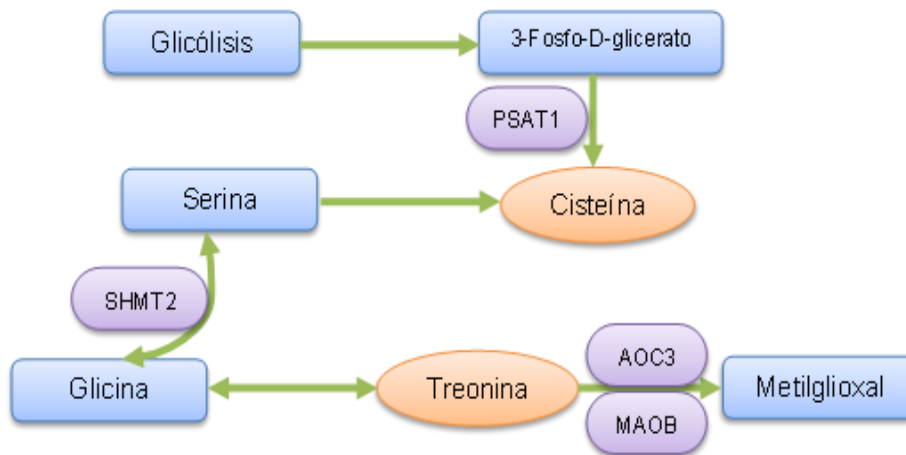 Glicólisis
3-Fosfo-D-glicerato
PSAT1
Serina
Cisteína
SHMT2
Glicina
Treonina
AOC3
MAOB
Metilglioxal